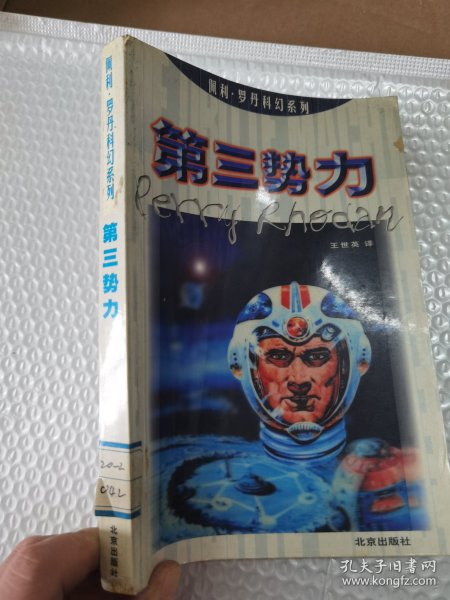 佩利·罗丹科幻系列
第三势力
Perry Rhodan
王世英 译
北京出版社
佩利·罗丹科幻系列
第三势力
20-2
北京出版社
孔夫子旧书网
www.kongfz.com